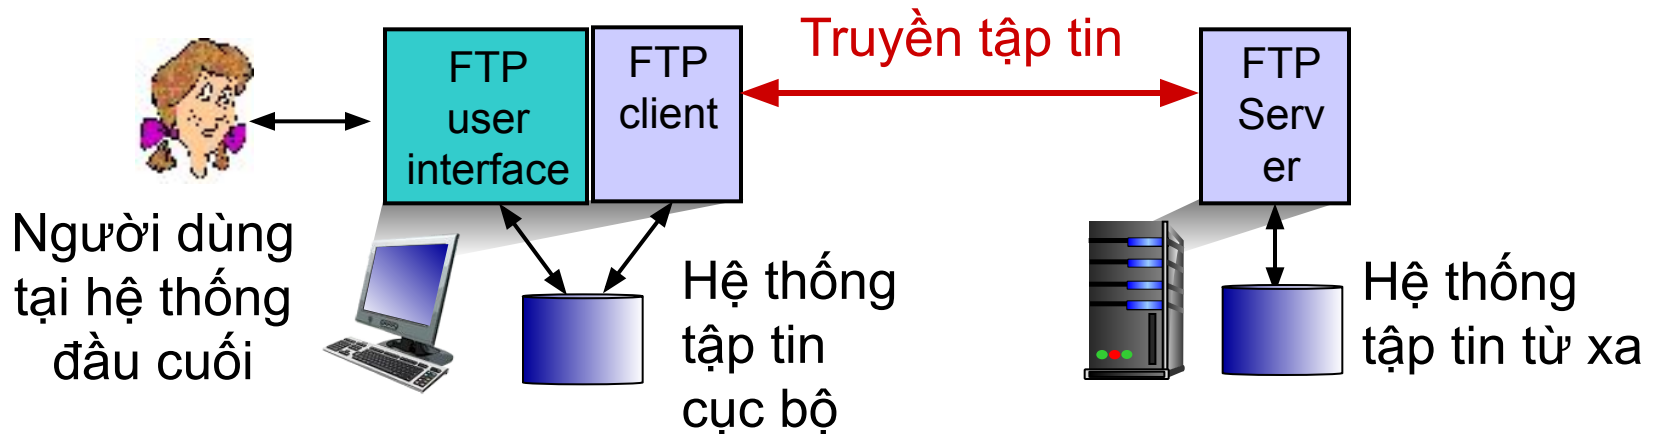 Truyền tập tin
FTP
user
interface
FTP
client
FTP
Serv
er
Người dùng
tại hệ thống
đầu cuối
Hệ thống
tập tin
cục bộ
Hệ thống
tập tin từ xa